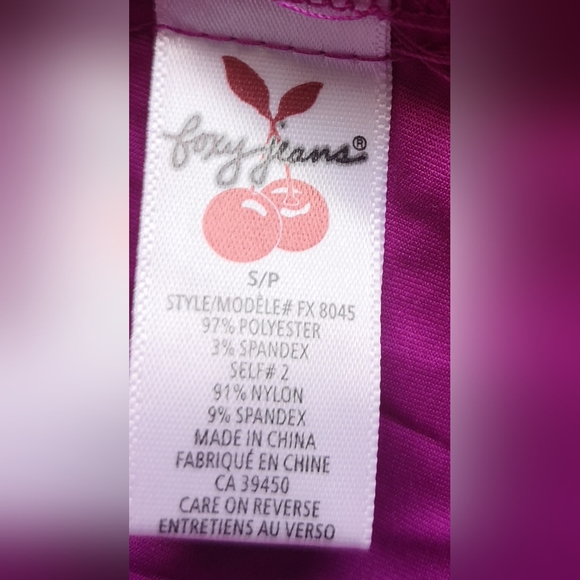 foxy jeans®
S/P
STYLE/MODÈLE# FX 8045
97% POLYESTER
3% SPANDEX
SELF# 2
91% NYLON
9% SPANDEX
MADE IN CHINA
FABRIQUÉ EN CHINE
CA 39450
CARE ON REVERSE
ENTRETIENS AU VERSO